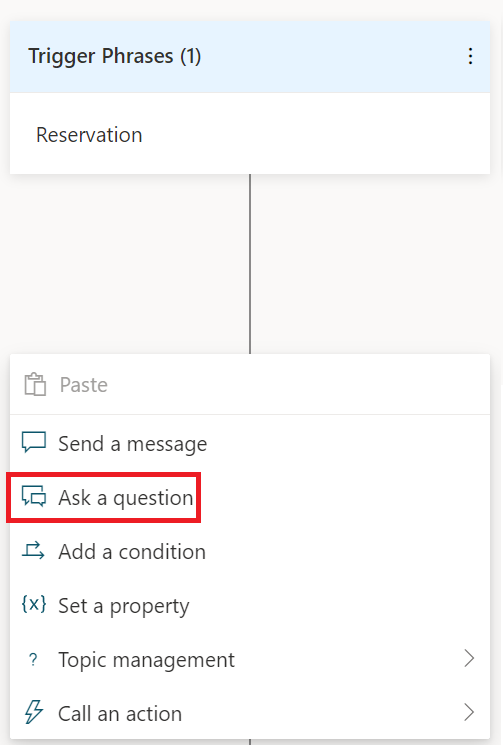 Trigger Phrases (1)
Reservation
Paste
Send a message
Ask a question
Add a condition
{x} Set a property
? Topic management
Call an action